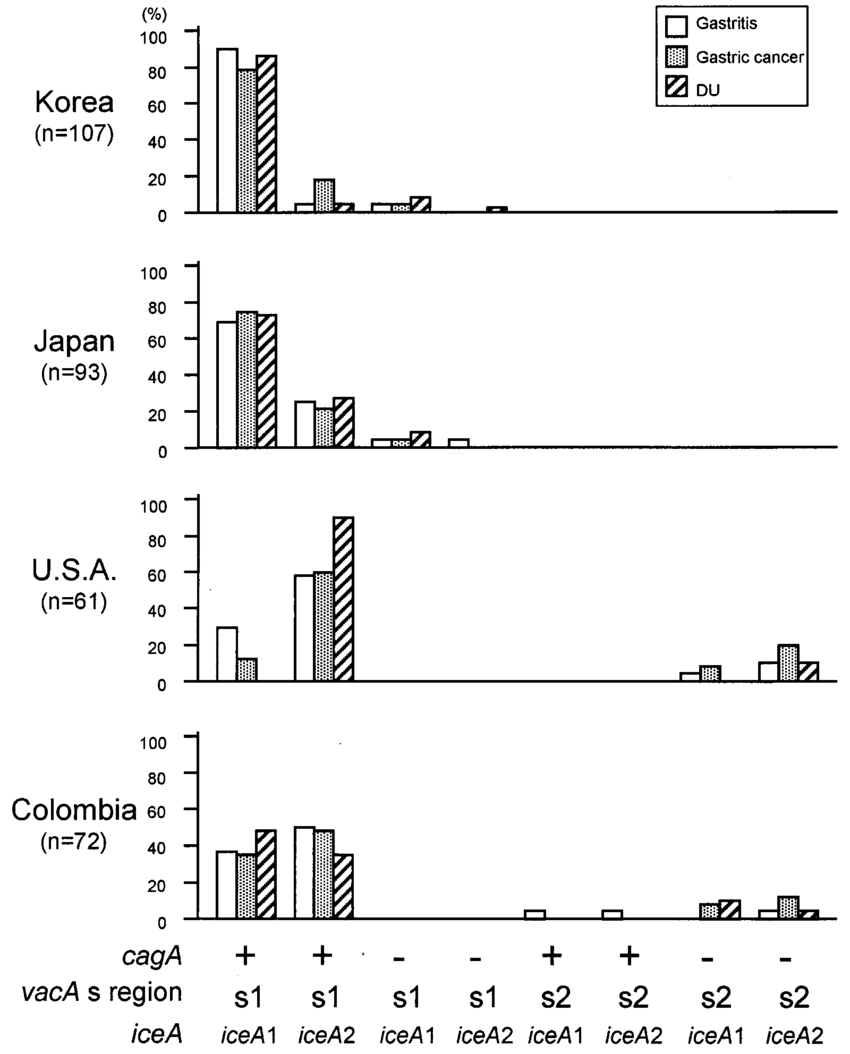 (%)
100
80
60
40
20
0
Korea
(n=107)
Gastritis
Gastric cancer
DU
100
80
60
40
20
0
Japan
(n=93)
100
80
60
40
20
0
U.S.A.
(n=61)
100
80
60
40
20
0
Colombia
(n=72)
cagA + + - - + + - -
vacA s region s1 s1 s1 s1 s2 s2 s2 s2
iceA iceA1 iceA2 iceA1 iceA2 iceA1 iceA2 iceA1 iceA2